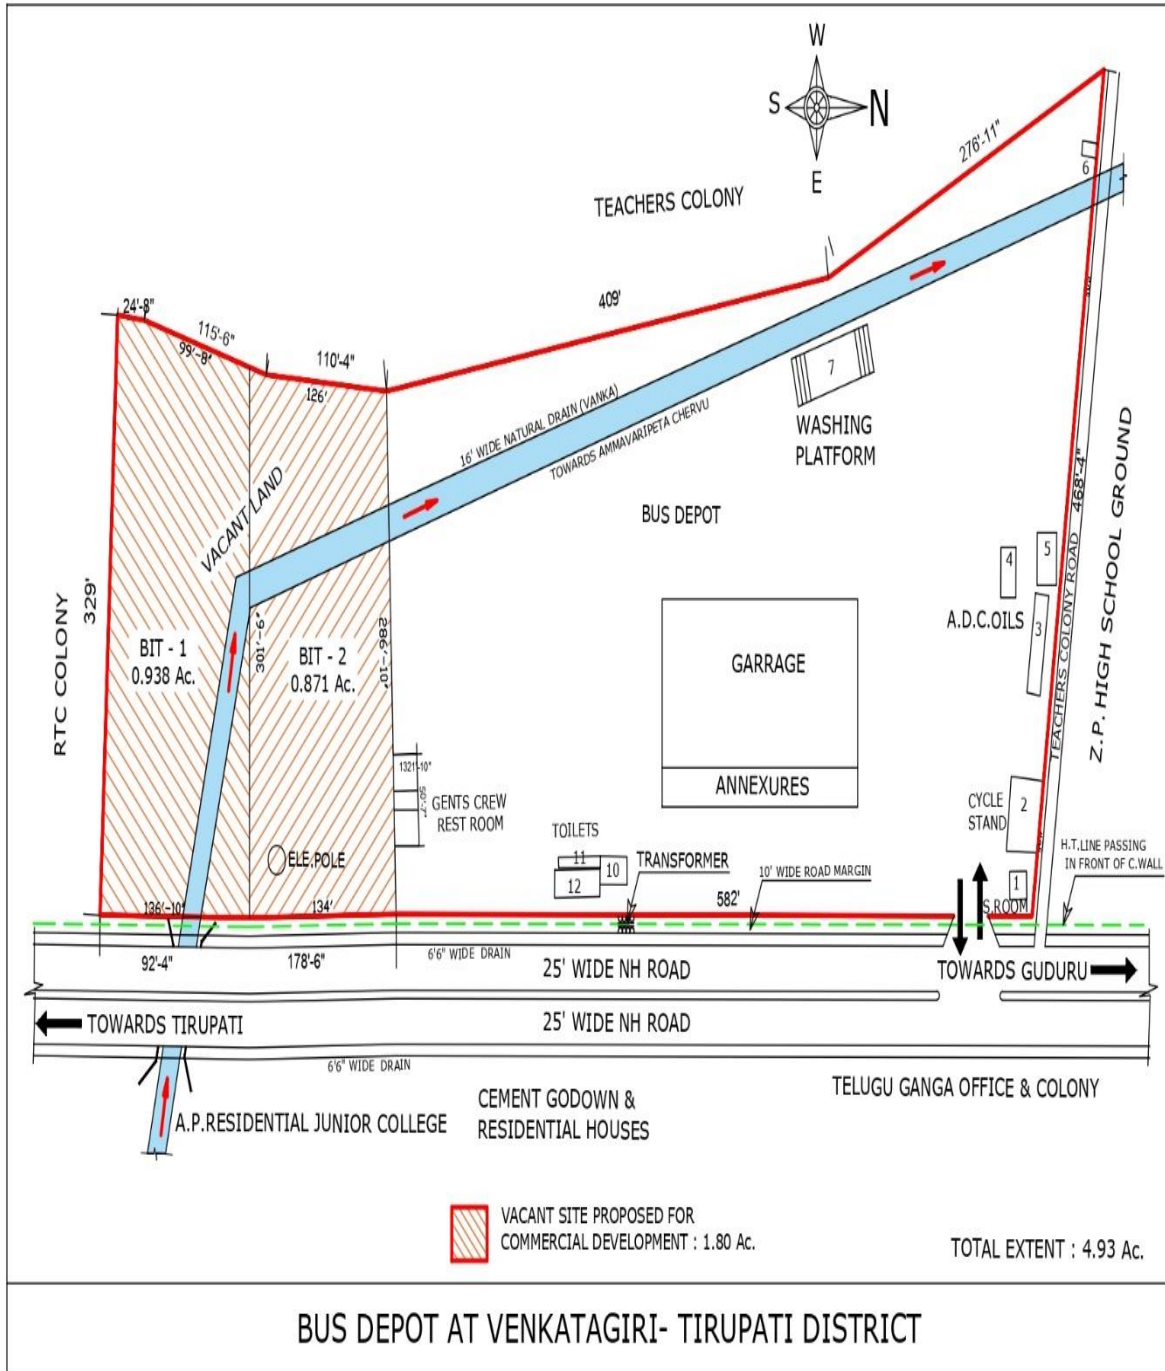 W
S
N
E
276'-11"
6
TEACHERS COLONY
409'
24'-8"
115'-6"
99'-8"
110'-4"
126'
7
WASHING
PLATFORM
16' WIDE NATURAL DRAIN (VANKA)
TOWARDS AMMAVARIPETA CHERVU
VACANT LAND
BUS DEPOT
TEACHERS COLONY ROAD
468'-4"
Z.P. HIGH SCHOOL GROUND
4
5
A.D.C.OILS
3
RTC COLONY
329'
BIT - 1
0.938 Ac.
301'-6"
BIT - 2
0.871 Ac.
286'-10"
GARRAGE
ANNEXURES
1321'-10"
50'-7"
GENTS CREW
REST ROOM
CYCLE
STAND
2
ELE.POLE
TOILETS
11
10
12
TRANSFORMER
10' WIDE ROAD MARGIN
H.T.LINE PASSING
IN FRONT OF C.WALL
1
S.ROOM
136'-10"
134'
582'
92'-4"
178'-6"
6'6" WIDE DRAIN
25' WIDE NH ROAD
TOWARDS GUDURU
TOWARDS TIRUPATI
25' WIDE NH ROAD
6'6" WIDE DRAIN
A.P.RESIDENTIAL JUNIOR COLLEGE
CEMENT GODOWN &
RESIDENTIAL HOUSES
TELUGU GANGA OFFICE & COLONY
VACANT SITE PROPOSED FOR
COMMERCIAL DEVELOPMENT : 1.80 Ac.
TOTAL EXTENT : 4.93 Ac.
BUS DEPOT AT VENKATAGIRI- TIRUPATI DISTRICT